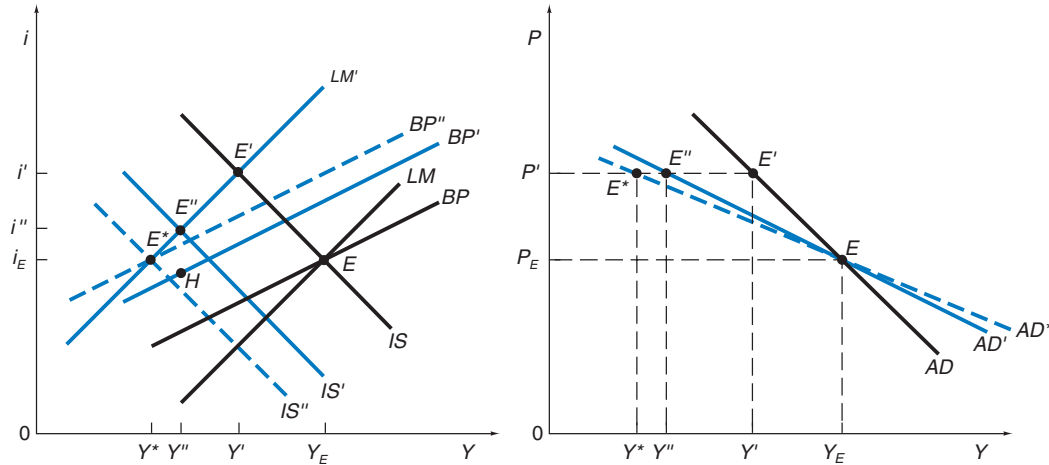 i
LM'
BP''
BP'
E'
LM
i'
BP
E''
i''
E*
i_E
H
E
IS
IS'
IS''
0
Y*
Y''
Y'
Y_E
Y
P
E''
E'
P'
E*
P_E
E
AD*
AD'
AD
0
Y*
Y''
Y'
Y_E
Y